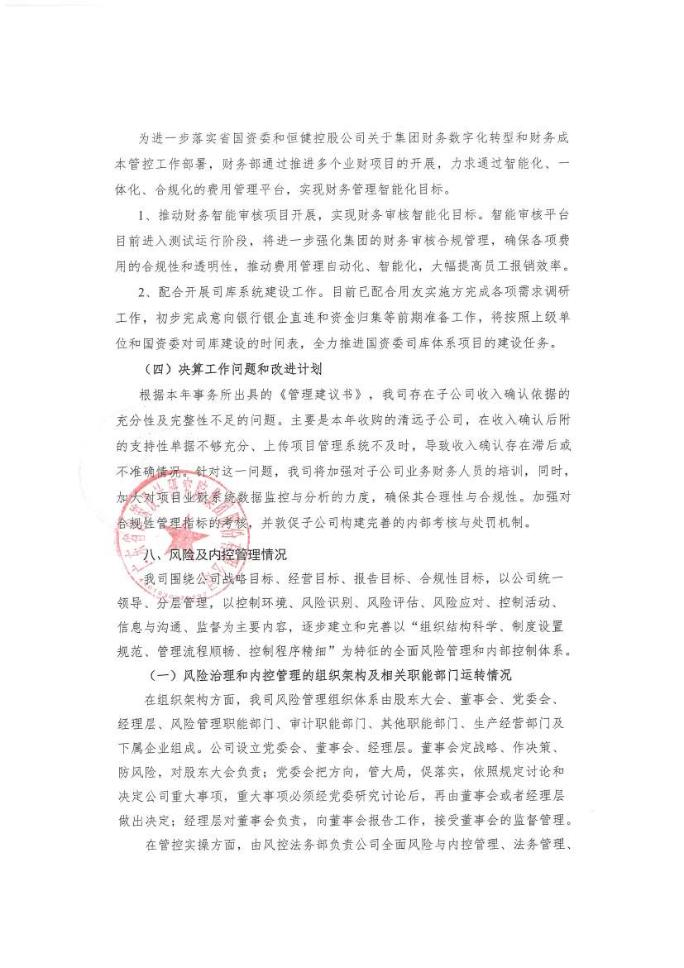 为进一步落实省国资委和恒健控股公司关于集团财务数字化转型和财务成
本管控工作部署，财务部通过推进多个业财项目的开展，力求通过智能化、一
体化、合规化的费用管理平台，实现财务管理智能化目标。
1、推动财务智能审核项目开展，实现财务审核智能化目标。智能审核平台
目前进入测试运行阶段，将进一步强化集团的财务审核合规管理，确保各项费
用的合规性和透明性，推动费用管理自动化、智能化，大幅提高员工报销效率。
2、配合开展司库系统建设工作。目前已配合用友实施方完成各项需求调研
工作，初步完成意向银行银企直连和资金归集等前期准备工作，将按照上级单
位和国资委对司库建设的时间表，全力推进国资委司库体系项目的建设任务。
（四）决算工作问题和改进计划
根据本年事务所出具的《管理建议书》，我司存在子公司收入确认依据的
充分性及完整性不足的问题。主要是本年收购的清远子公司，在收入确认后附
的支持性单据不够充分、上传项目管理系统不及时，导致收入确认存在滞后或
不准确情况。针对这一问题，我司将加强对子公司业务财务人员的培训，同时，
加大对项目业财系统数据监控与分析的力度，确保其合理性与合规性。加强对
合规性管理指标的考核，并敦促子公司构建完善的内部考核与处罚机制。
八、风险及内控管理情况
我司围绕公司战略目标、经营目标、报告目标、合规性目标，以公司统一
领导、分层管理，以控制环境、风险识别、风险评估、风险应对、控制活动、
信息与沟通、监督为主要内容，逐步建立和完善以“组织结构科学、制度设置
规范、管理流程顺畅、控制程序精细”为特征的全面风险管理和内部控制体系。
（一）风险治理和内控管理的组织架构及相关职能部门运转情况
在组织架构方面，我司风险管理组织体系由股东大会、董事会、党委会、
经理层、风险管理职能部门、审计职能部门、其他职能部门、生产经营部门及
下属企业组成。公司设立党委会、董事会、经理层。董事会定战略、作决策、
防风险，对股东大会负责；党委会把方向，管大局，促落实，依照规定讨论和
决定公司重大事项，重大事项必须经党委研究讨论后，再由董事会或者经理层
做出决定；经理层对董事会负责，向董事会报告工作，接受董事会的监督管理。
在管控实操方面，由风控法务部负责公司全面风险与内控管理、法务管理、